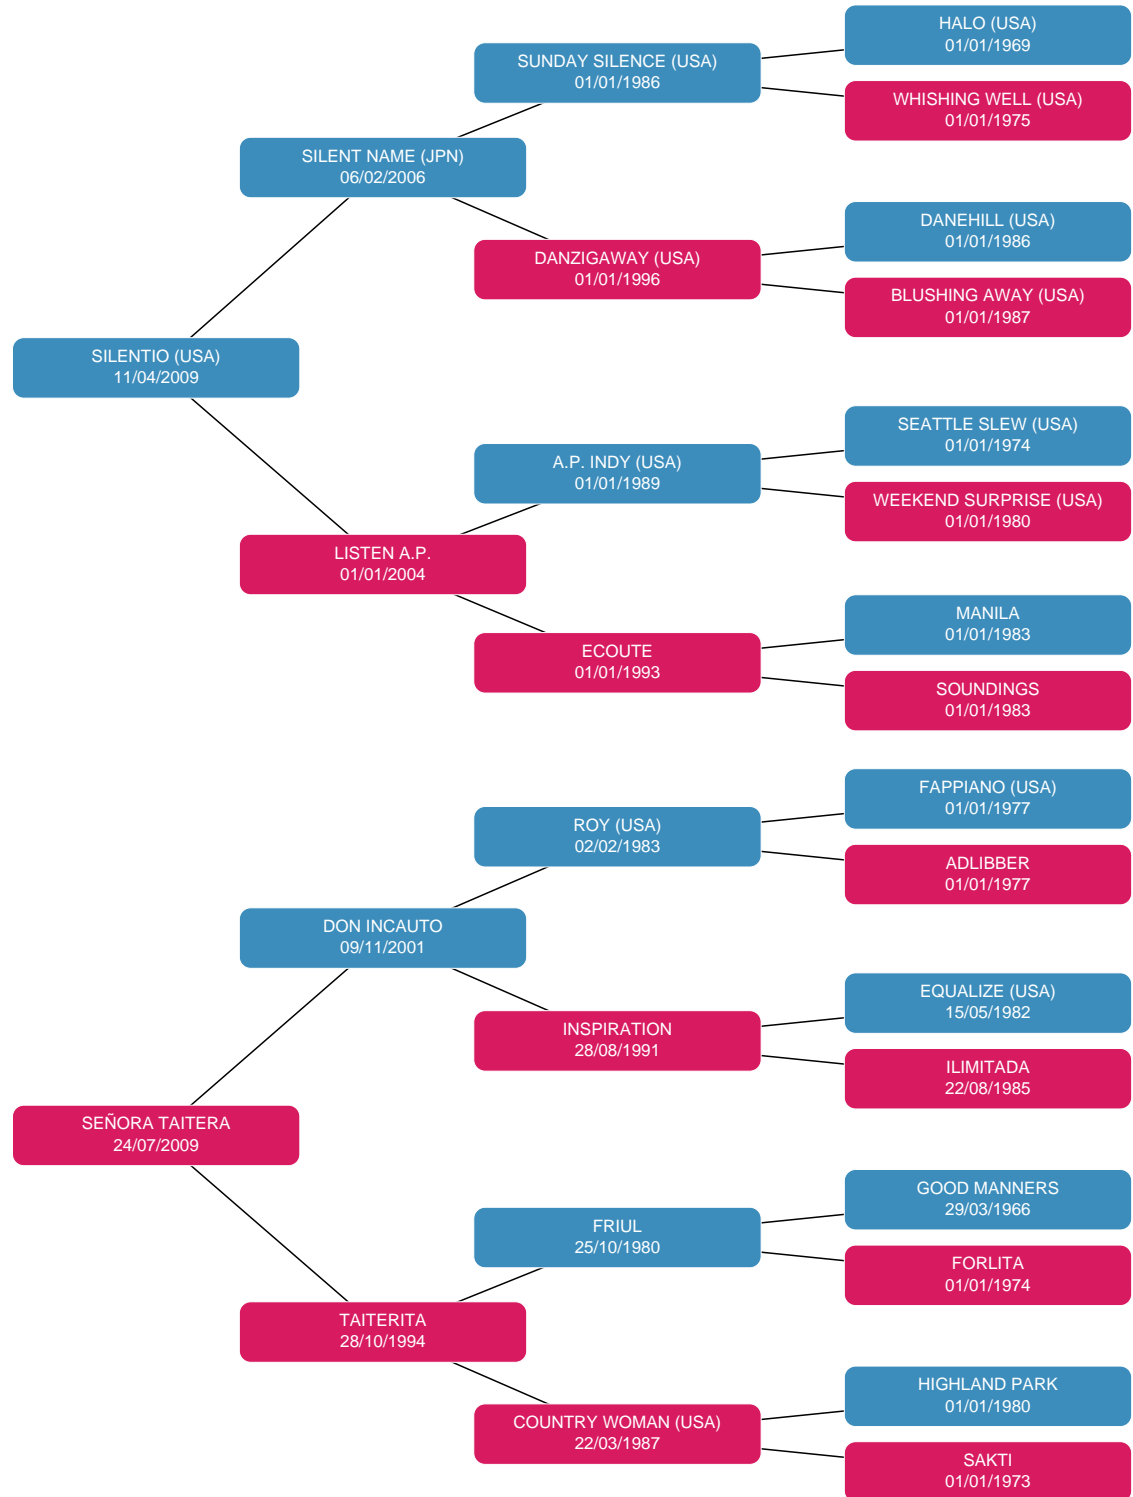 HALO (USA)
01/01/1969
SUNDAY SILENCE (USA)
01/01/1986
WHISHING WELL (USA)
01/01/1975
SILENT NAME (JPN)
06/02/2006
DANEHILL (USA)
01/01/1986
DANZIGAWAY (USA)
01/01/1996
BLUSHING AWAY (USA)
01/01/1987
SILENTIO (USA)
11/04/2009
SEATTLE SLEW (USA)
01/01/1974
A.P. INDY (USA)
01/01/1989
WEEKEND SURPRISE (USA)
01/01/1980
LISTEN A.P.
01/01/2004
MANILA
01/01/1983
ECOUTE
01/01/1993
SOUNDINGS
01/01/1983
FAPPIANO (USA)
01/01/1977
ROY (USA)
02/02/1983
ADLIBBER
01/01/1977
DON INCAUTO
09/11/2001
EQUALIZE (USA)
15/05/1982
INSPIRATION
28/08/1991
ILIMITADA
22/08/1985
SEÑORA TAITERA
24/07/2009
GOOD MANNERS
29/03/1966
FRIUL
25/10/1980
FORLITA
01/01/1974
TAITERITA
28/10/1994
HIGHLAND PARK
01/01/1980
COUNTRY WOMAN (USA)
22/03/1987
SAKTI
01/01/1973